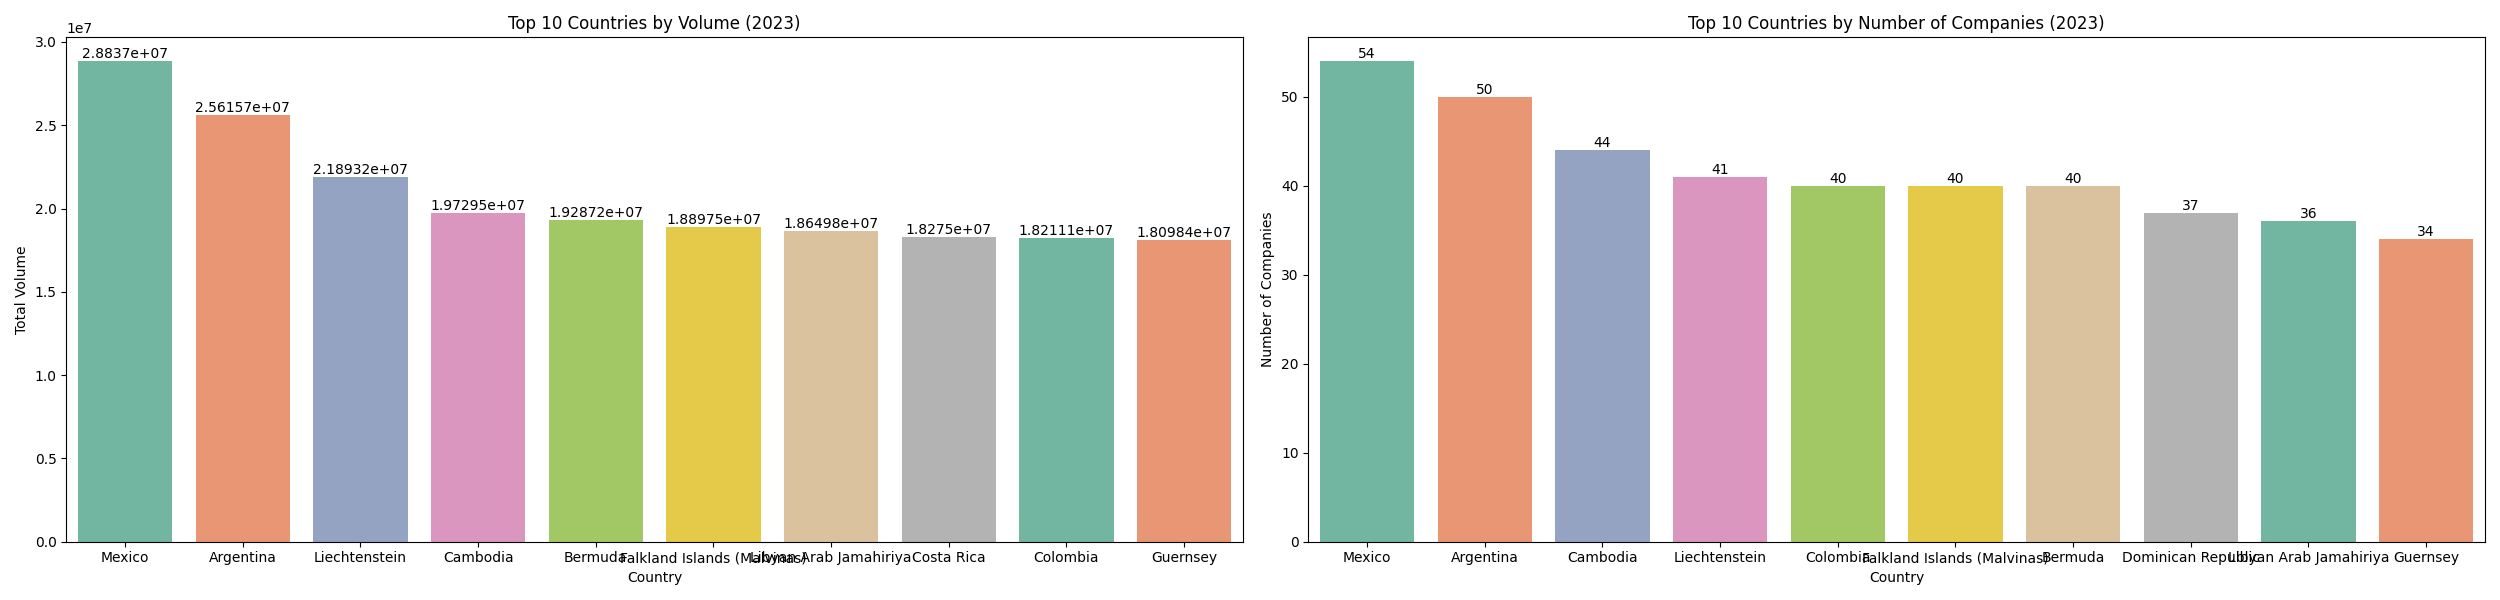 Top 10 Countries by Volume (2023)
1e7
3.0
2.5
2.0
1.5
1.0
0.5
0.0
Total Volume
2.8837e+07
2.56157e+07
2.18932e+07
1.97295e+07
1.92872e+07
1.88975e+07
1.86498e+07
1.8275e+07
1.82111e+07
1.80984e+07
Mexico
Argentina
Liechtenstein
Cambodia
Bermuda
Falkland Islands (Malvinas)
Libyan Arab Jamahiriya
Costa Rica
Colombia
Guernsey
Country
Top 10 Countries by Number of Companies (2023)
50
40
30
20
10
0
Number of Companies
54
50
44
41
40
40
40
37
36
34
Mexico
Argentina
Cambodia
Liechtenstein
Colombia
Falkland Islands (Malvinas)
Bermuda
Dominican Republic
Libyan Arab Jamahiriya
Guernsey
Country